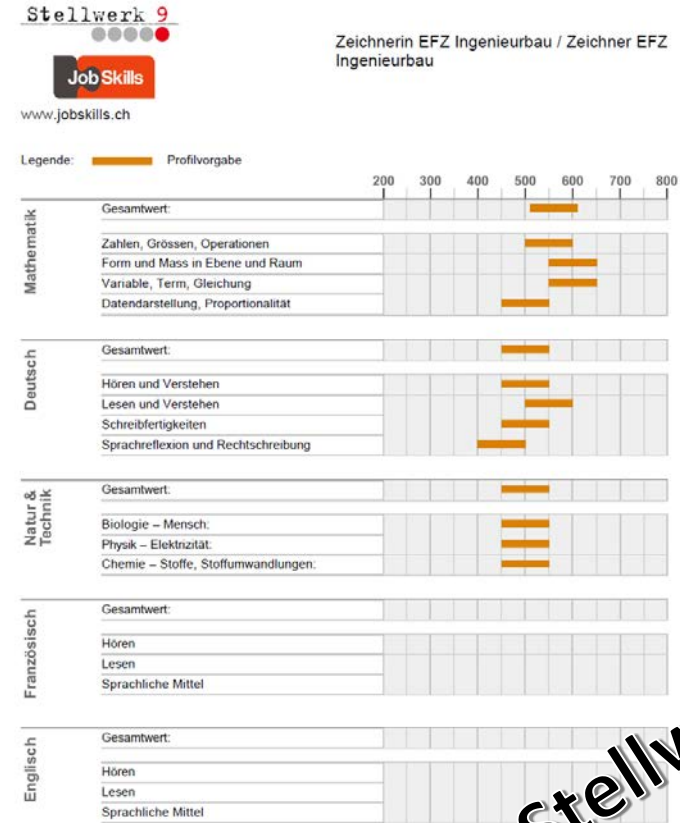 Stellwerk 9
JobSkills
www.jobskills.ch
Zeichnerin EFZ Ingenieurbau / Zeichner EFZ
Ingenieurbau
Legende: Profilvorgabe
200 300 400 500 600 700 800
Mathematik
Gesamtwert:
Zahlen, Grössen, Operationen
Form und Mass in Ebene und Raum
Variable, Term, Gleichung
Datendarstellung, Proportionalität
Deutsch
Gesamtwert:
Hören und Verstehen
Lesen und Verstehen
Schreibfertigkeiten
Sprachreflexion und Rechtschreibung
Natur &
Technik
Gesamtwert:
Biologie – Mensch:
Physik – Elektrizität:
Chemie – Stoffe, Stoffumwandlungen:
Französisch
Gesamtwert:
Hören
Lesen
Sprachliche Mittel
Englisch
Gesamtwert:
Hören
Lesen
Sprachliche Mittel